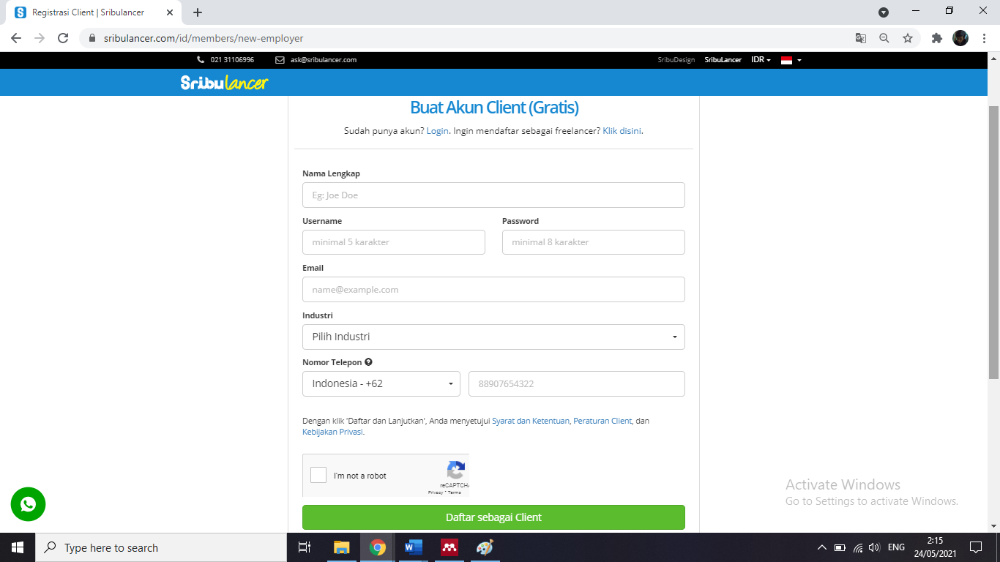 Registrasi Client | Sribulancer
sribulancer.com/id/members/new-employer
021 31106996 ask@sribulancer.com SribuDesign SribuLancer IDR
Sribulancer
Buat Akun Client (Gratis)
Sudah punya akun? Login. Ingin mendaftar sebagai freelancer? Klik disini.
Nama Lengkap
Eg: Joe Doe
Username Password
minimal 5 karakter minimal 8 karakter
Email
name@example.com
Industri
Pilih Industri
Nomor Telepon
Indonesia - +62 88907654322
Dengan klik 'Daftar dan Lanjutkan', Anda menyetujui Syarat dan Ketentuan, Peraturan Client, dan
Kebijakan Privasi.
I'm not a robot
reCAPTCHA
Privacy - Terms
Activate Windows
Go to Settings to activate Windows.
Daftar sebagai Client
Type here to search
ENG
2:15
24/05/2021